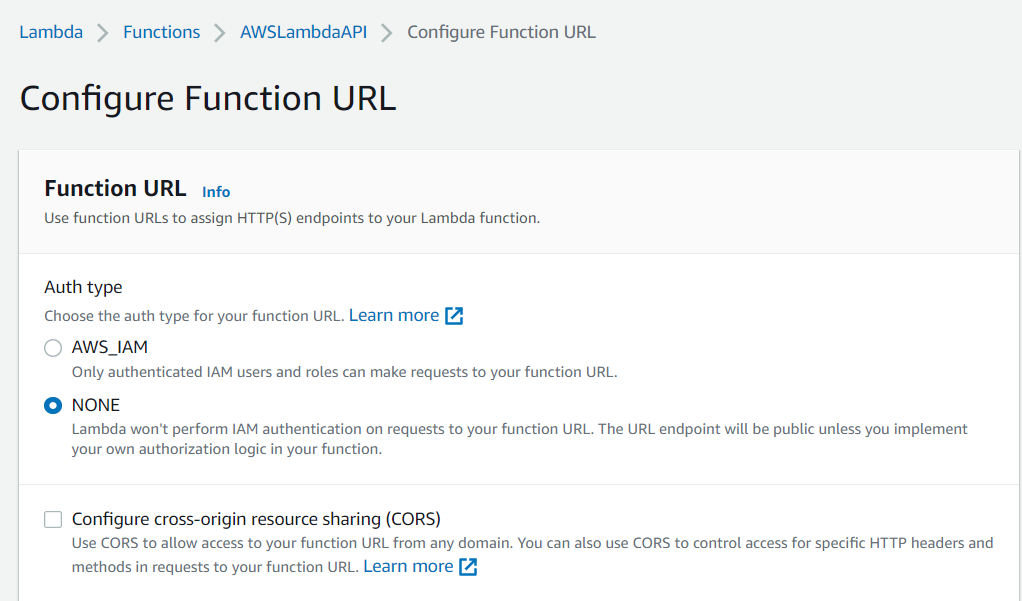 Lambda > Functions > AWSLambdaAPI > Configure Function URL
Configure Function URL
Function URL Info
Use function URLs to assign HTTP(S) endpoints to your Lambda function.
Auth type
Choose the auth type for your function URL. Learn more
AWS_IAM
Only authenticated IAM users and roles can make requests to your function URL.
NONE
Lambda won't perform IAM authentication on requests to your function URL. The URL endpoint will be public unless you implement
your own authorization logic in your function.
Configure cross-origin resource sharing (CORS)
Use CORS to allow access to your function URL from any domain. You can also use CORS to control access for specific HTTP headers and
methods in requests to your function URL. Learn more